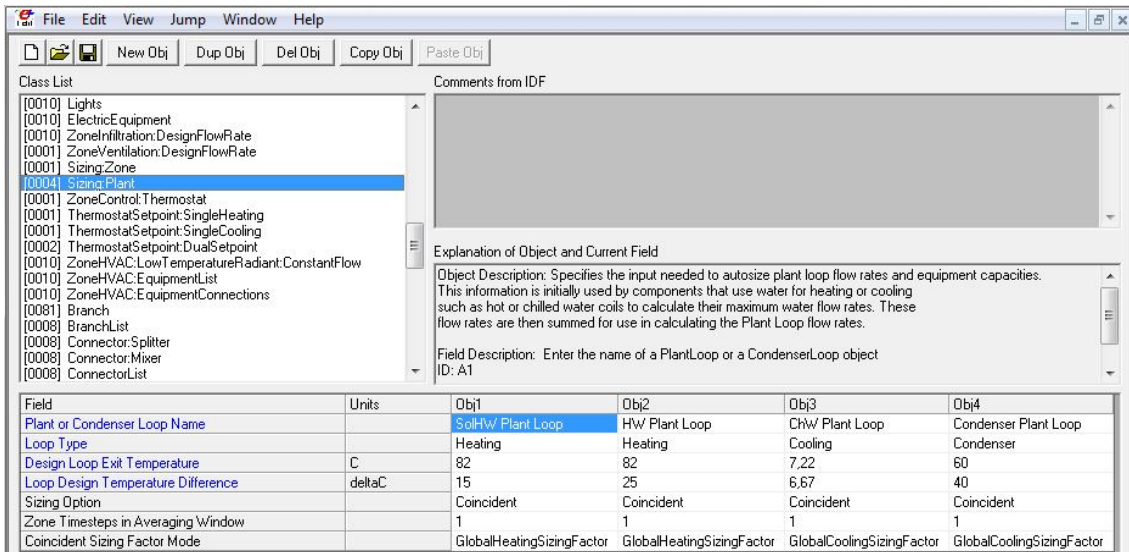 File Edit View Jump Window Help
New Obj Dup Obj Del Obj Copy Obj Paste Obj
Class List
[0010] Lights
[0010] ElectricEquipment
[0010] ZoneInfiltration:DesignFlowRate
[0001] ZoneVentilation:DesignFlowRate
[0001] Sizing:Zone
[0004] Sizing:Plant
[0001] ZoneControl:Thermostat
[0001] ThermostatSetpoint:SingleHeating
[0001] ThermostatSetpoint:SingleCooling
[0002] ThermostatSetpoint:DualSetpoint
[0010] ZoneHVAC:LowTemperatureRadiant:ConstantFlow
[0010] ZoneHVAC:EquipmentList
[0010] ZoneHVAC:EquipmentConnections
[0081] Branch
[0008] BranchList
[0008] Connector:Splitter
[0008] Connector:Mixer
[0008] ConnectorList
Comments from IDF
Explanation of Object and Current Field
Object Description: Specifies the input needed to autosize plant loop flow rates and equipment capacities.
This information is initially used by components that use water for heating or cooling
such as hot or chilled water coils to calculate their maximum water flow rates. These
flow rates are then summed for use in calculating the Plant Loop flow rates.
Field Description: Enter the name of a PlantLoop or a CondenserLoop object
ID: A1
Field Units Obj1 Obj2 Obj3 Obj4
Plant or Condenser Loop Name SolHW Plant Loop HW Plant Loop ChW Plant Loop Condenser Plant Loop
Loop Type Heating Heating Cooling Condenser
Design Loop Exit Temperature C 82 82 7,22 60
Loop Design Temperature Difference deltaC 15 25 6,67 40
Sizing Option Coincident Coincident Coincident Coincident
Zone Timesteps in Averaging Window 1 1 1 1
Coincident Sizing Factor Mode GlobalHeatingSizingFactor GlobalHeatingSizingFactor GlobalCoolingSizingFactor GlobalCoolingSizingFactor